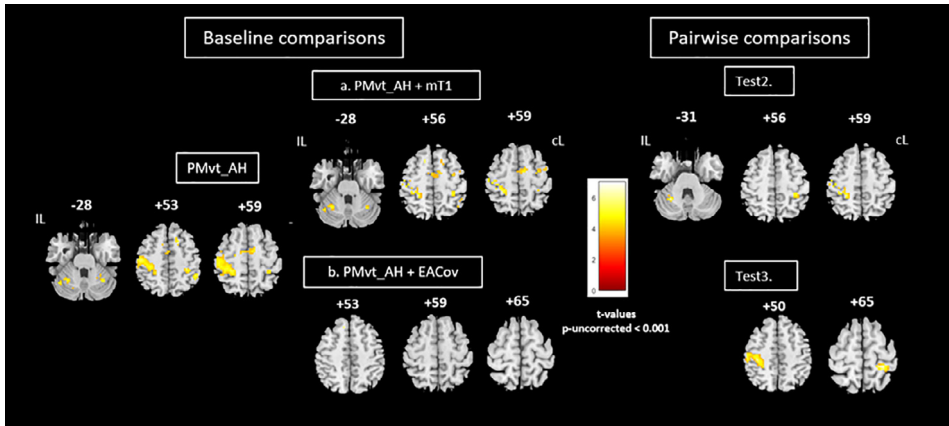 Baseline comparisons
Pairwise comparisons
a. PMvt_AH + mT1
-28
+56
+59
IL
cL
PMvt_AH
-28
+53
+59
IL
b. PMvt_AH + EACov
+53
+59
+65
6
4
2
0
t-values
p-uncorrected < 0.001
Test2.
-31
+56
+59
IL
cL
Test3.
+50
+65